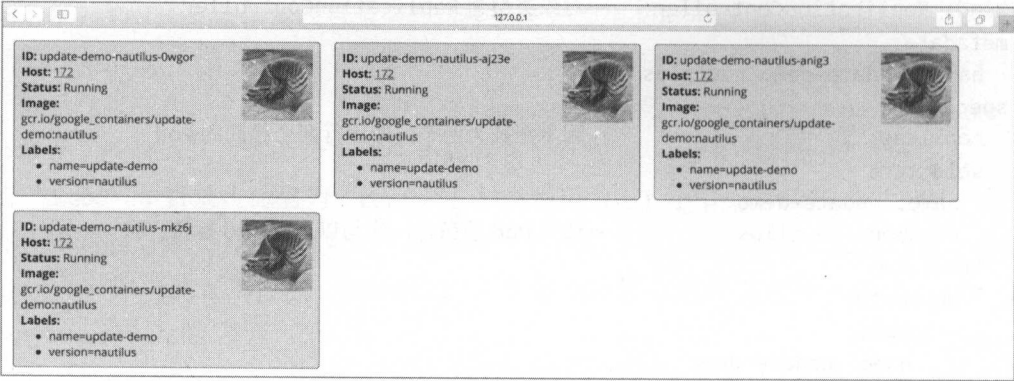 127.0.0.1
ID: update-demo-nautilus-0wgor
Host: 172
Status: Running
Image:
gcr.io/google_containers/update-
demo:nautilus
Labels:
• name=update-demo
• version=nautilus
ID: update-demo-nautilus-aj23e
Host: 172
Status: Running
Image:
gcr.io/google_containers/update-
demo:nautilus
Labels:
• name=update-demo
• version=nautilus
ID: update-demo-nautilus-anig3
Host: 172
Status: Running
Image:
gcr.io/google_containers/update-
demo:nautilus
Labels:
• name=update-demo
• version=nautilus
ID: update-demo-nautilus-mkz6j
Host: 172
Status: Running
Image:
gcr.io/google_containers/update-
demo:nautilus
Labels:
• name=update-demo
• version=nautilus